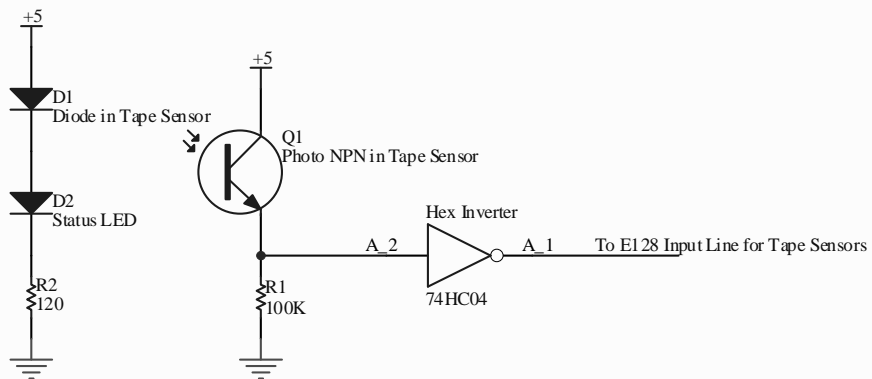 +5
D1
Diode in Tape Sensor
D2
Status LED
R2
120
+5
Q1
Photo NPN in Tape Sensor
A_2
R1
100K
Hex Inverter
74HC04
A_1
To E128 Input Line for Tape Sensors